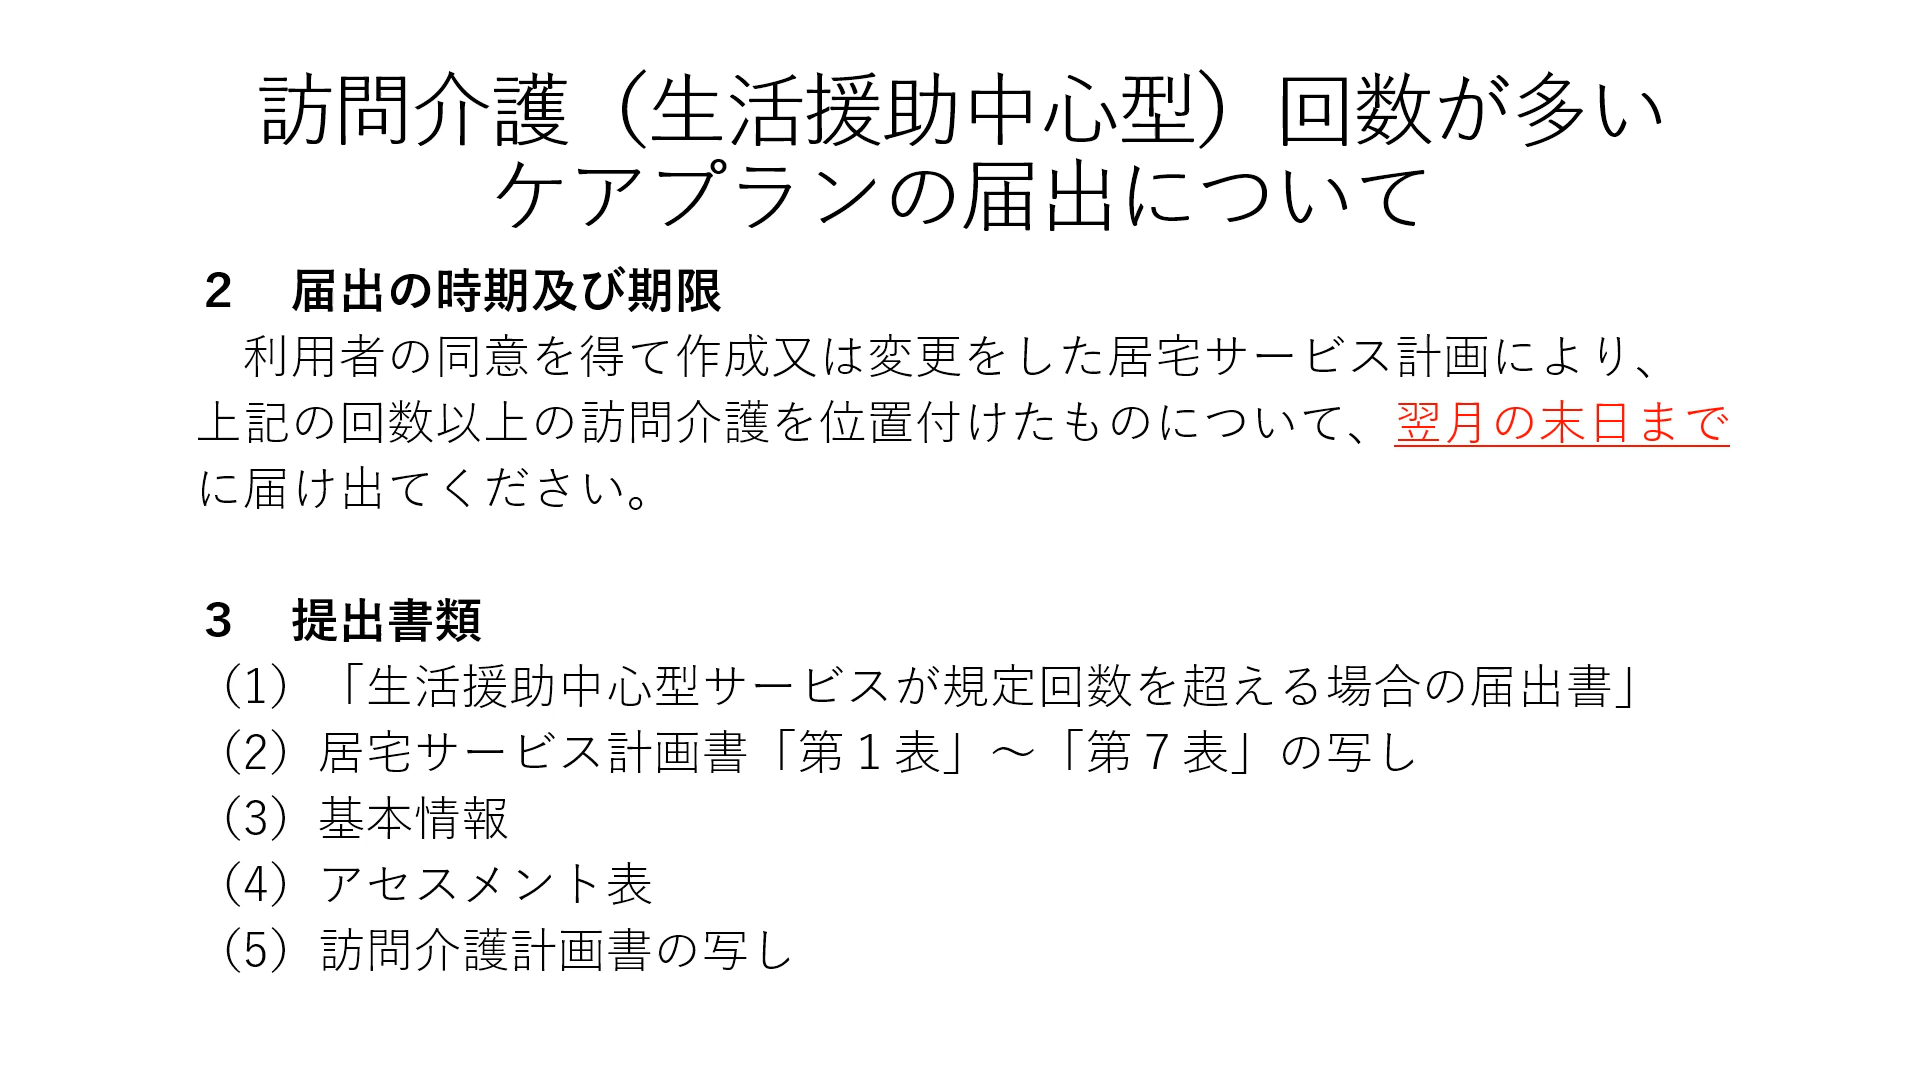 訪問介護（生活援助中心型）回数が多い
ケアプランの届出について
２　届出の時期及び期限
　利用者の同意を得て作成又は変更をした居宅サービス計画により、
上記の回数以上の訪問介護を位置付けたものについて、翌月の末日まで
に届け出てください。
３　提出書類
（1）「生活援助中心型サービスが規定回数を超える場合の届出書」
（2）居宅サービス計画書「第１表」～「第７表」の写し
（3）基本情報
（4）アセスメント表
（5）訪問介護計画書の写し